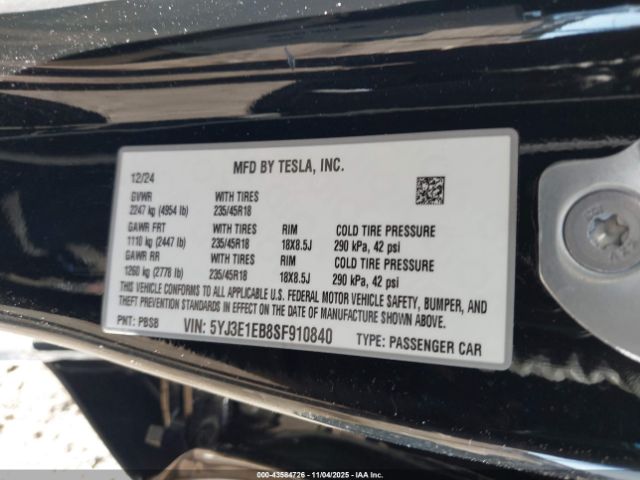 MFD BY TESLA, INC.
12/24
GVWR WITH TIRES
2247 kg (4954 lb) 235/45R18
GAWR FRT WITH TIRES RIM COLD TIRE PRESSURE
1110 kg (2447 lb) 235/45R18 18X8.5J 290 kPa, 42 psi
GAWR RR WITH TIRES RIM COLD TIRE PRESSURE
1260 kg (2778 lb) 235/45R18 18X8.5J 290 kPa, 42 psi
THIS VEHICLE CONFORMS TO ALL APPLICABLE U.S. FEDERAL MOTOR VEHICLE SAFETY, BUMPER, AND
THEFT PREVENTION STANDARDS IN EFFECT ON THE DATE OF MANUFACTURE SHOWN ABOVE.
PNT: PBSB VIN: 5YJ3E1EB8SF910840 TYPE: PASSENGER CAR
000-43584726 - 11/04/2025 - IAAI.COM